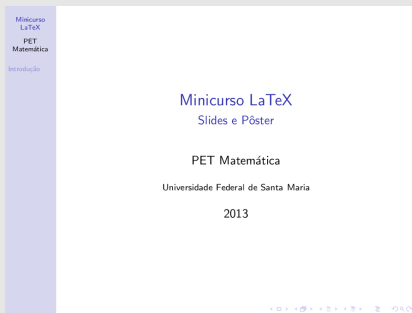 Minicurso
LaTeX
PET
Matemática
Introdução
Minicurso LaTeX
Slides e Pôster
PET Matemática
Universidade Federal de Santa Maria
2013